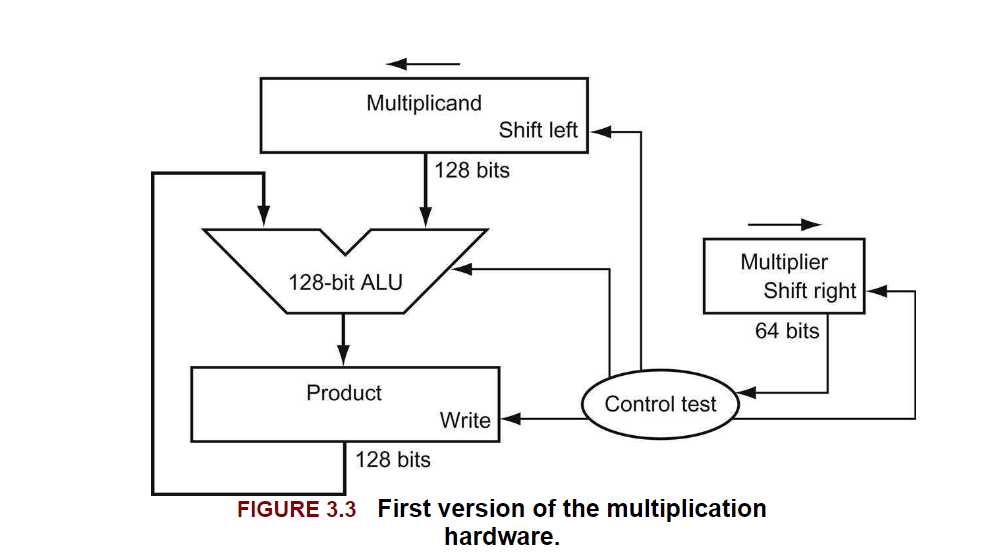 Multiplicand
Shift left
128 bits
128-bit ALU
Multiplier
Shift right
64 bits
Product
Write
Control test
128 bits
FIGURE 3.3 First version of the multiplication
hardware.